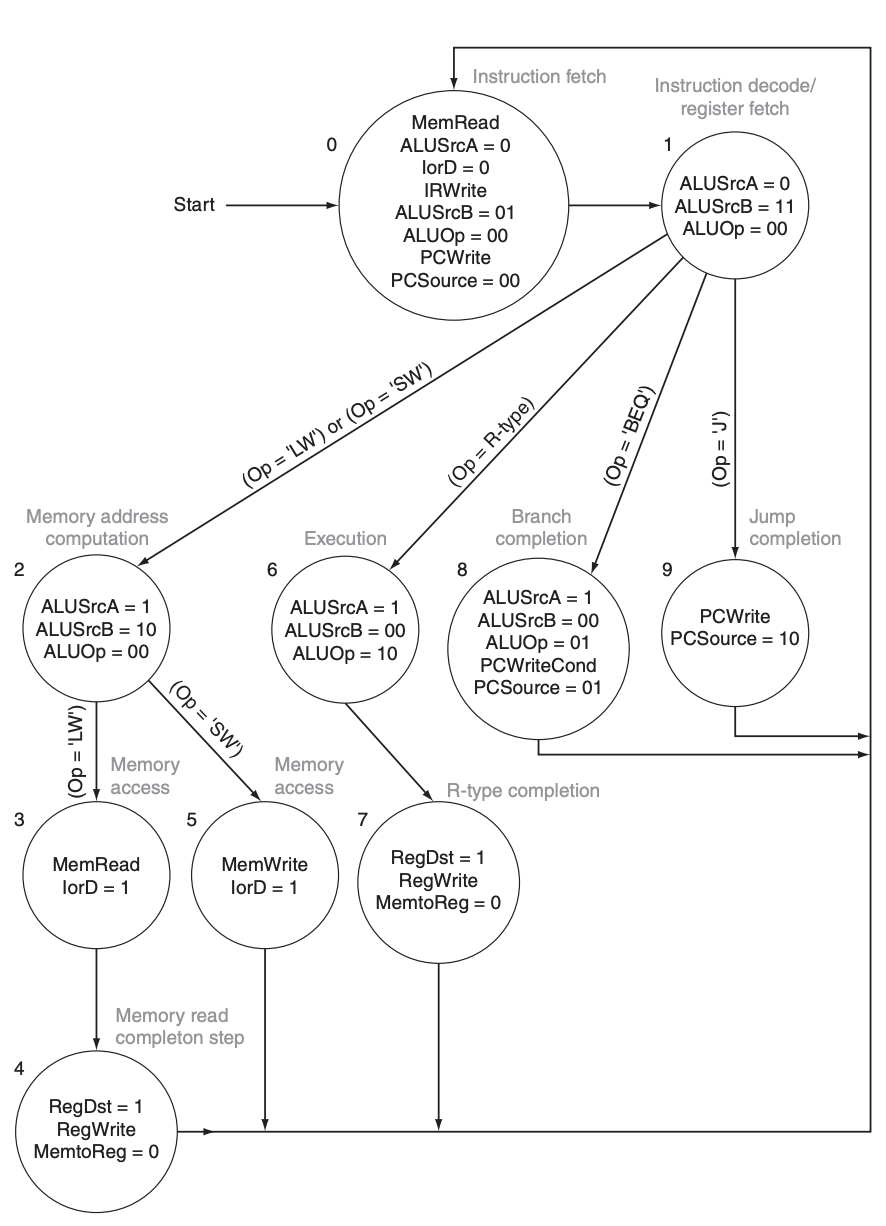 Instruction fetch
Instruction decode/
register fetch
0
MemRead
ALUSrcA = 0
IorD = 0
IRWrite
ALUSrcB = 01
ALUOp = 00
PCWrite
PCSource = 00
1
ALUSrcA = 0
ALUSrcB = 11
ALUOp = 00
Start
(Op = 'LW') or (Op = 'SW')
(Op = R-type)
(Op = 'BEQ')
(Op = 'J')
Memory address
computation
2
ALUSrcA = 1
ALUSrcB = 10
ALUOp = 00
Execution
6
ALUSrcA = 1
ALUSrcB = 00
ALUOp = 10
Branch
completion
8
ALUSrcA = 1
ALUSrcB = 00
ALUOp = 01
PCWriteCond
PCSource = 01
Jump
completion
9
PCWrite
PCSource = 10
(Op = 'LW')
(Op = 'SW')
Memory
access
3
MemRead
IorD = 1
Memory
access
5
MemWrite
IorD = 1
R-type completion
7
RegDst = 1
RegWrite
MemtoReg = 0
Memory read
completon step
4
RegDst = 1
RegWrite
MemtoReg = 0